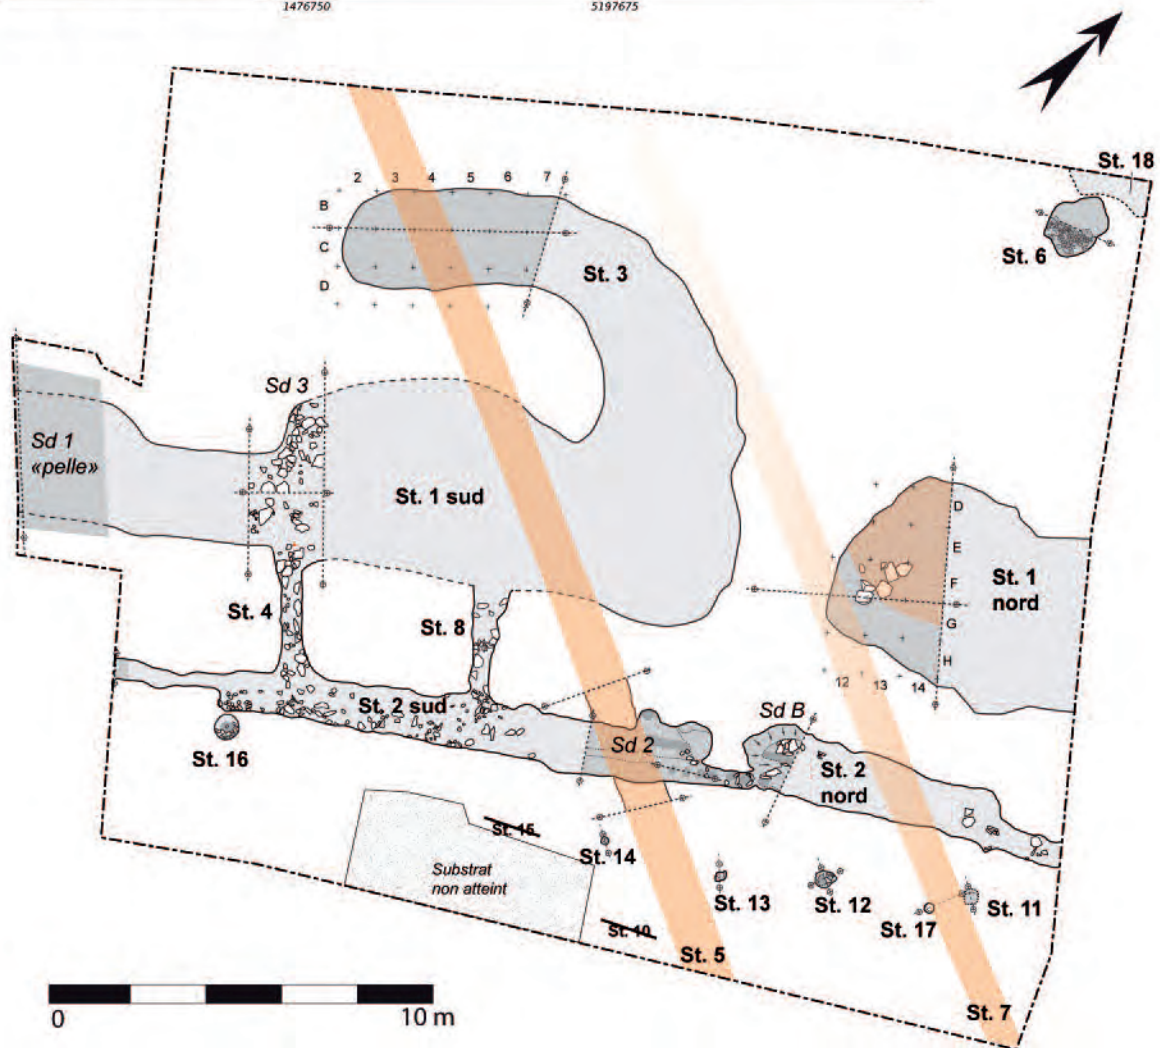 1476750 5197675
St. 18
2 3 4 5 6 7
B
C
D
St. 6
St. 3
Sd 3
Sd 1
«pelle»
St. 1 sud
D
E
F
G
H
St. 1
nord
St. 4
St. 8
12 13 14
St. 2 sud
Sd B
Sd 2
St. 2
nord
St. 16
St. 15
St. 14
Substrat
non atteint
St. 13
St. 12
St. 11
St. 17
St. 10
St. 5
St. 7
0 10 m